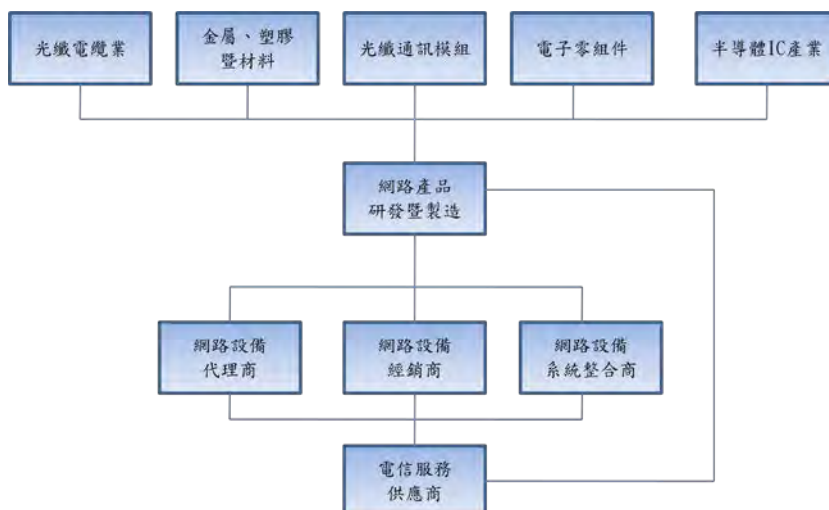 光纖電纜業
金屬、塑膠
暨材料
光纖通訊模組
電子零組件
半導體IC產業
網路產品
研發暨製造
網路設備
代理商
網路設備
經銷商
網路設備
系統整合商
電信服務
供應商